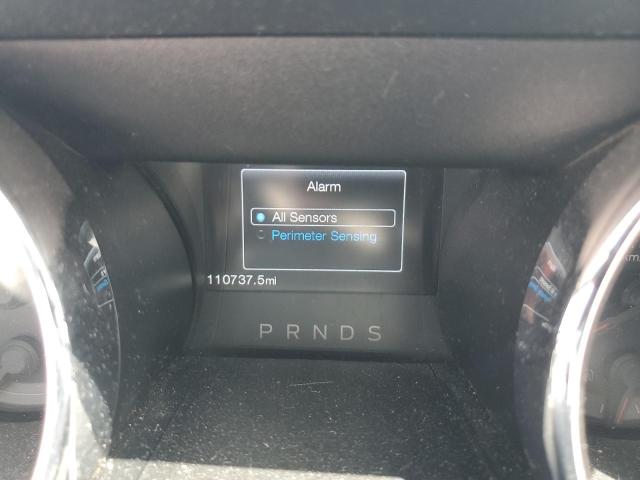 Alarm
All Sensors
Perimeter Sensing
110737.5mi
P R N D S